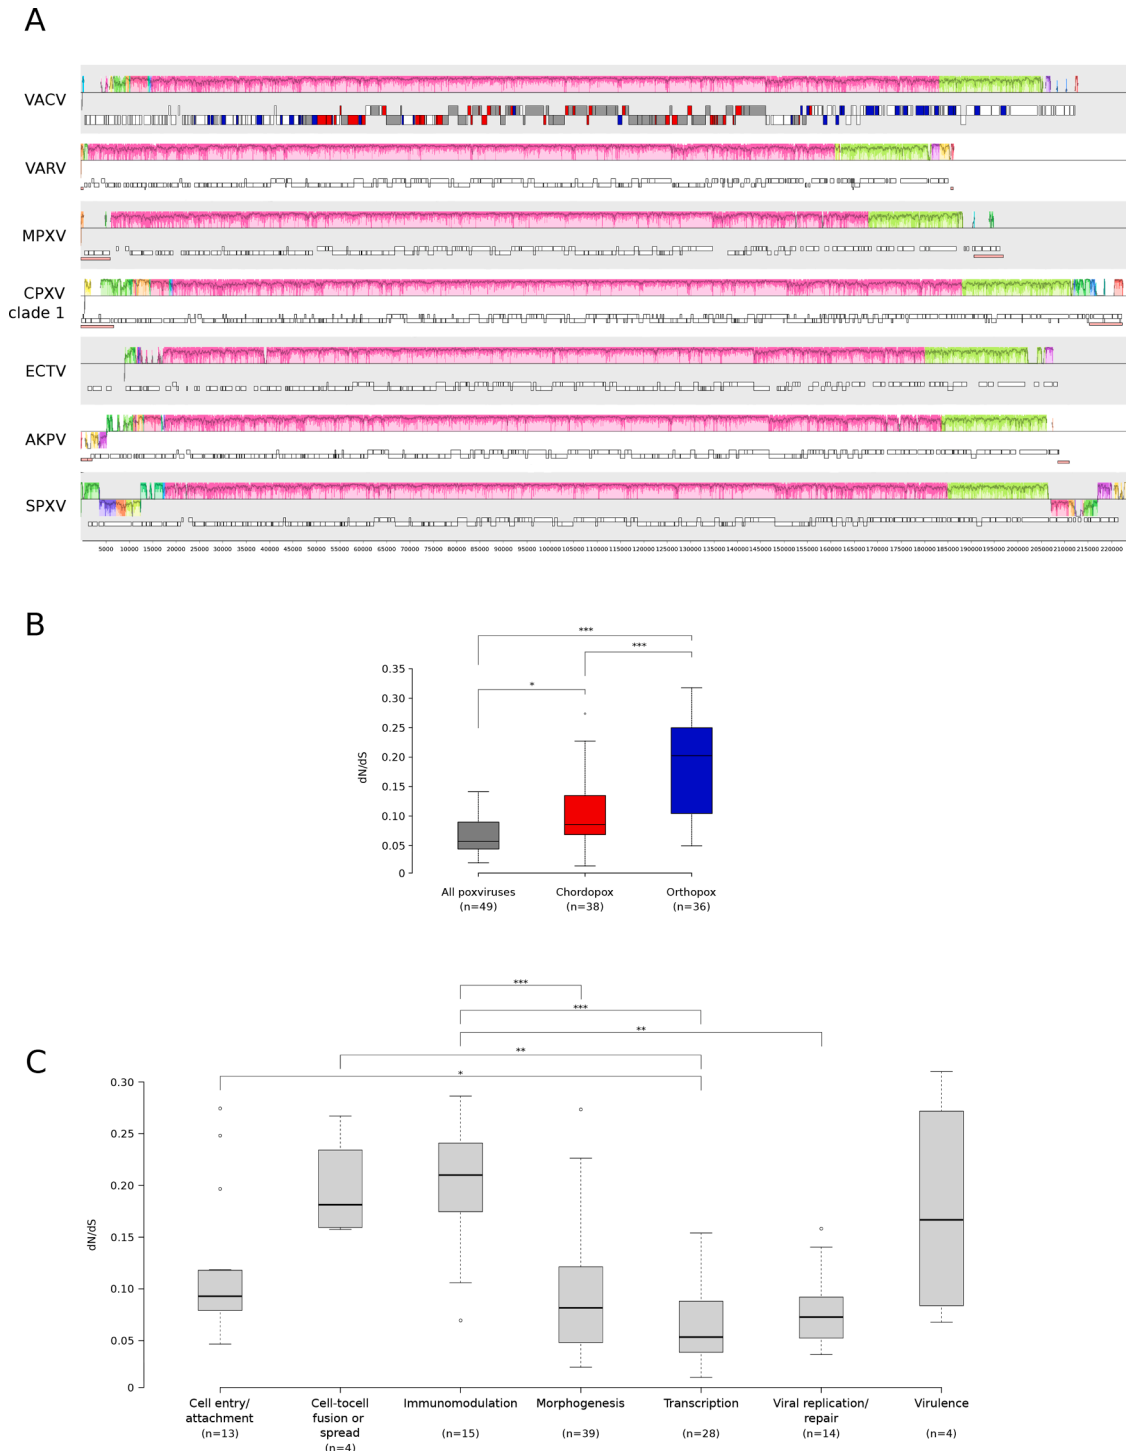 A
VACV
VARV
MPXV
CPXV
clade 1
ECTV
AKPV
SPXV
5000 10000 15000 20000 25000 30000 35000 40000 45000 50000 55000 60000 65000 70000 75000 80000 85000 90000 95000 100000 105000 110000 115000 120000 125000 130000 135000 140000 145000 150000 155000 160000 165000 170000 175000 180000 185000 190000 195000 200000 205000 210000 215000 220000
B
***
***
*
0.35
0.30
0.25
0.20
0.15
0.10
0.05
0
dN/dS
All poxviruses Chordopox Orthopox
(n=49) (n=38) (n=36)
C
***
***
**
**
*
0.30
0.25
0.20
0.15
0.10
0.05
0
dN/dS
Cell entry/ Cell-tocell Immunomodulation Morphogenesis Transcription Viral replication/ Virulence
attachment fusion or repair
(n=13) spread (n=15) (n=39) (n=28) (n=14) (n=4)
(n=4)